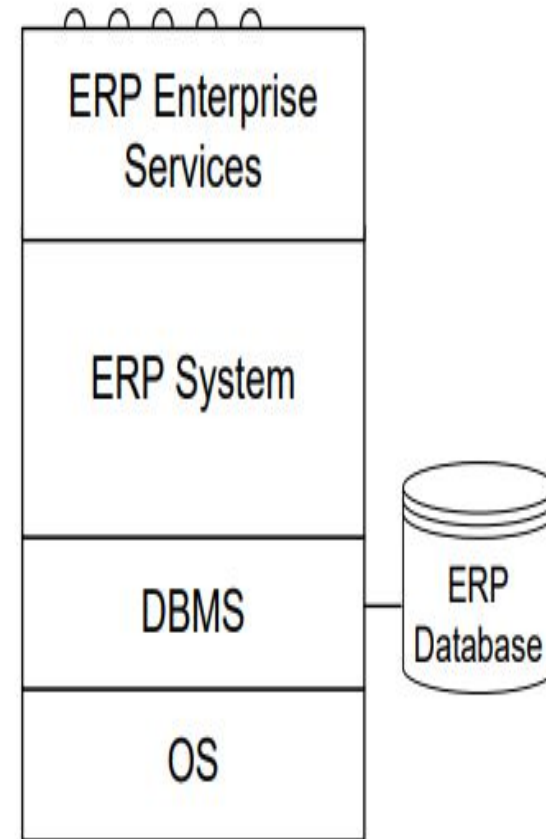 ERP Enterprise
Services
ERP System
DBMS
ERP
Database
OS